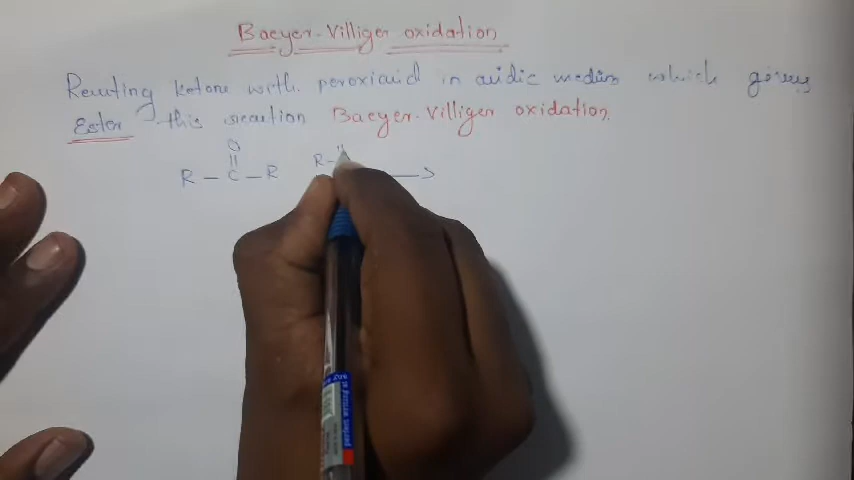 Baeyer-Villiger oxidation
Reacting ketone with peroxiacid in acidic medium which gives
Ester this reaction Baeyer-Villiger oxidation.
O
R – C – R R –